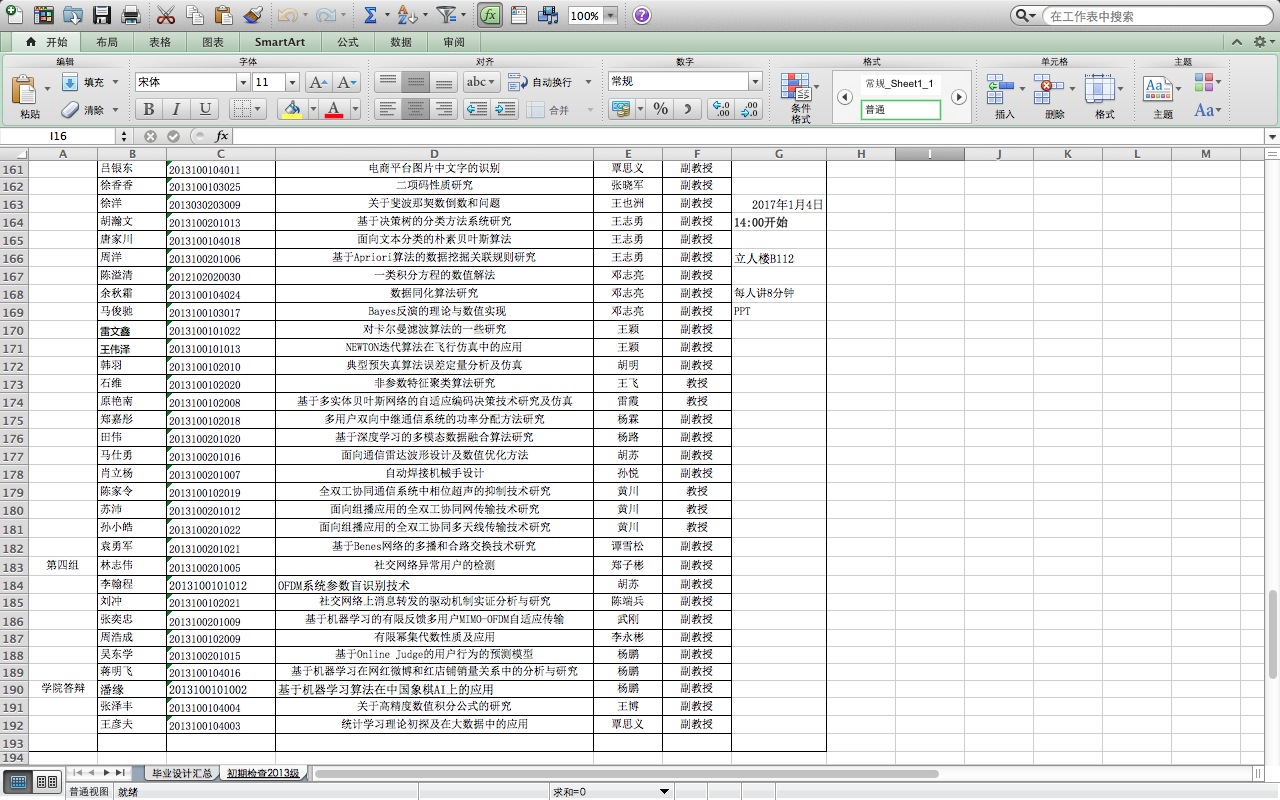 100%
在工作表中搜索
开始 布局 表格 图表 SmartArt 公式 数据 审阅
编辑 字体 对齐 数字 格式 单元格 主题
粘贴 填充 清除 宋体 11 abc 自动换行 合并 常规 条件格式 常规_Sheet1_1 普通 插入 删除 格式 主题 Aa
I16 fx
A B C D E F G H I J K L M
161 吕银东 2013100104011 电商平台图片中文字的识别 覃思义 副教授
162 徐香香 2013100103025 二项码性质研究 张晓军 副教授
163 徐洋 2013030203009 关于斐波那契数倒数和问题 王也洲 副教授 2017年1月4日
164 胡瀚文 2013100201013 基于决策树的分类方法系统研究 王志勇 副教授 14:00开始
165 唐家川 2013100104018 面向文本分类的朴素贝叶斯算法 王志勇 副教授
166 周洋 2013100201006 基于Apriori算法的数据挖掘关联规则研究 王志勇 副教授 立人楼B112
167 陈溢清 2012102020030 一类积分方程的数值解法 邓志亮 副教授
168 余秋霜 2013100104024 数据同化算法研究 邓志亮 副教授 每人讲8分钟
169 马俊驰 2013100103017 Bayes反演的理论与数值实现 邓志亮 副教授 PPT
170 雷文鑫 2013100101022 对卡尔曼滤波算法的一些研究 王颖 副教授
171 王伟泽 2013100101013 NEWTON迭代算法在飞行仿真中的应用 王颖 副教授
172 韩羽 2013100102010 典型预失真算法误差定量分析及仿真 胡明 副教授
173 石维 2013100102020 非参数特征聚类算法研究 王飞 教授
174 原艳南 2013100102008 基于多实体贝叶斯网络的自适应编码决策技术研究及仿真 雷霞 教授
175 郑嘉彤 2013100102018 多用户双向中继通信系统的功率分配方法研究 杨霖 副教授
176 田伟 2013100201020 基于深度学习的多模态数据融合算法研究 杨路 副教授
177 马仕勇 2013100201016 面向通信雷达波形设计及数值优化方法 胡苏 副教授
178 肖立杨 2013100201007 自动焊接机械手设计 孙悦 副教授
179 陈家令 2013100102019 全双工协同通信系统中相位超声的抑制技术研究 黄川 教授
180 苏沛 2013100201012 面向组播应用的全双工协同网传输技术研究 黄川 教授
181 孙小皓 2013100201022 面向组播应用的全双工协同多天线传输技术研究 黄川 教授
182 袁勇军 2013100201021 基于Benes网络的多播和合路交换技术研究 谭雪松 副教授
183 第四组 林志伟 2013100201005 社交网络异常用户的检测 郑子彬 副教授
184 李翰程 2013100101012 OFDM系统参数盲识别技术 胡苏 副教授
185 刘冲 2013100102021 社交网络上消息转发的驱动机制实证分析与研究 陈端兵 副教授
186 张奕忠 2013100201009 基于机器学习的有限反馈多用户MIMO-OFDM自适应传输 武刚 副教授
187 周浩成 2013100102009 有限幂集代数性质及应用 李永彬 副教授
188 吴东学 2013100201015 基于Online Judge的用户行为的预测模型 杨鹏 副教授
189 蒋明飞 2013100104016 基于机器学习在网红微博和红店铺销量关系中的分析与研究 杨鹏 副教授
190 学院答辩 潘缘 2013100101002 基于机器学习算法在中国象棋AI上的应用 杨鹏 副教授
191 张泽丰 2013100104004 关于高精度数值积分公式的研究 王博 副教授
192 王彦夫 2013100104003 统计学习理论初探及在大数据中的应用 覃思义 副教授
193
194
毕业设计汇总 初期检查2013级
普通视图 就绪 求和=0